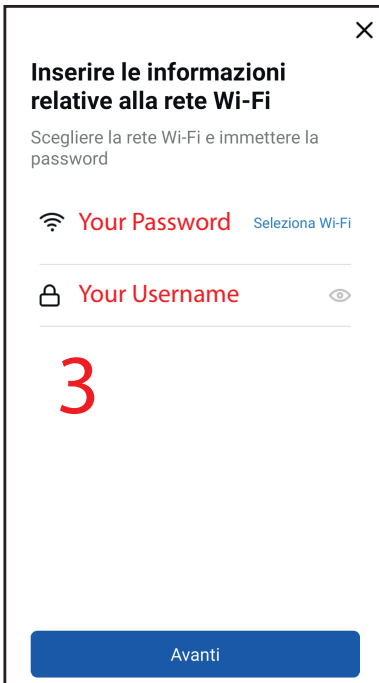 Inserire le informazioni
relative alla rete Wi-Fi
Scegliere la rete Wi-Fi e immettere la
password
Your Password Seleziona Wi-Fi
Your Username
3
Avanti